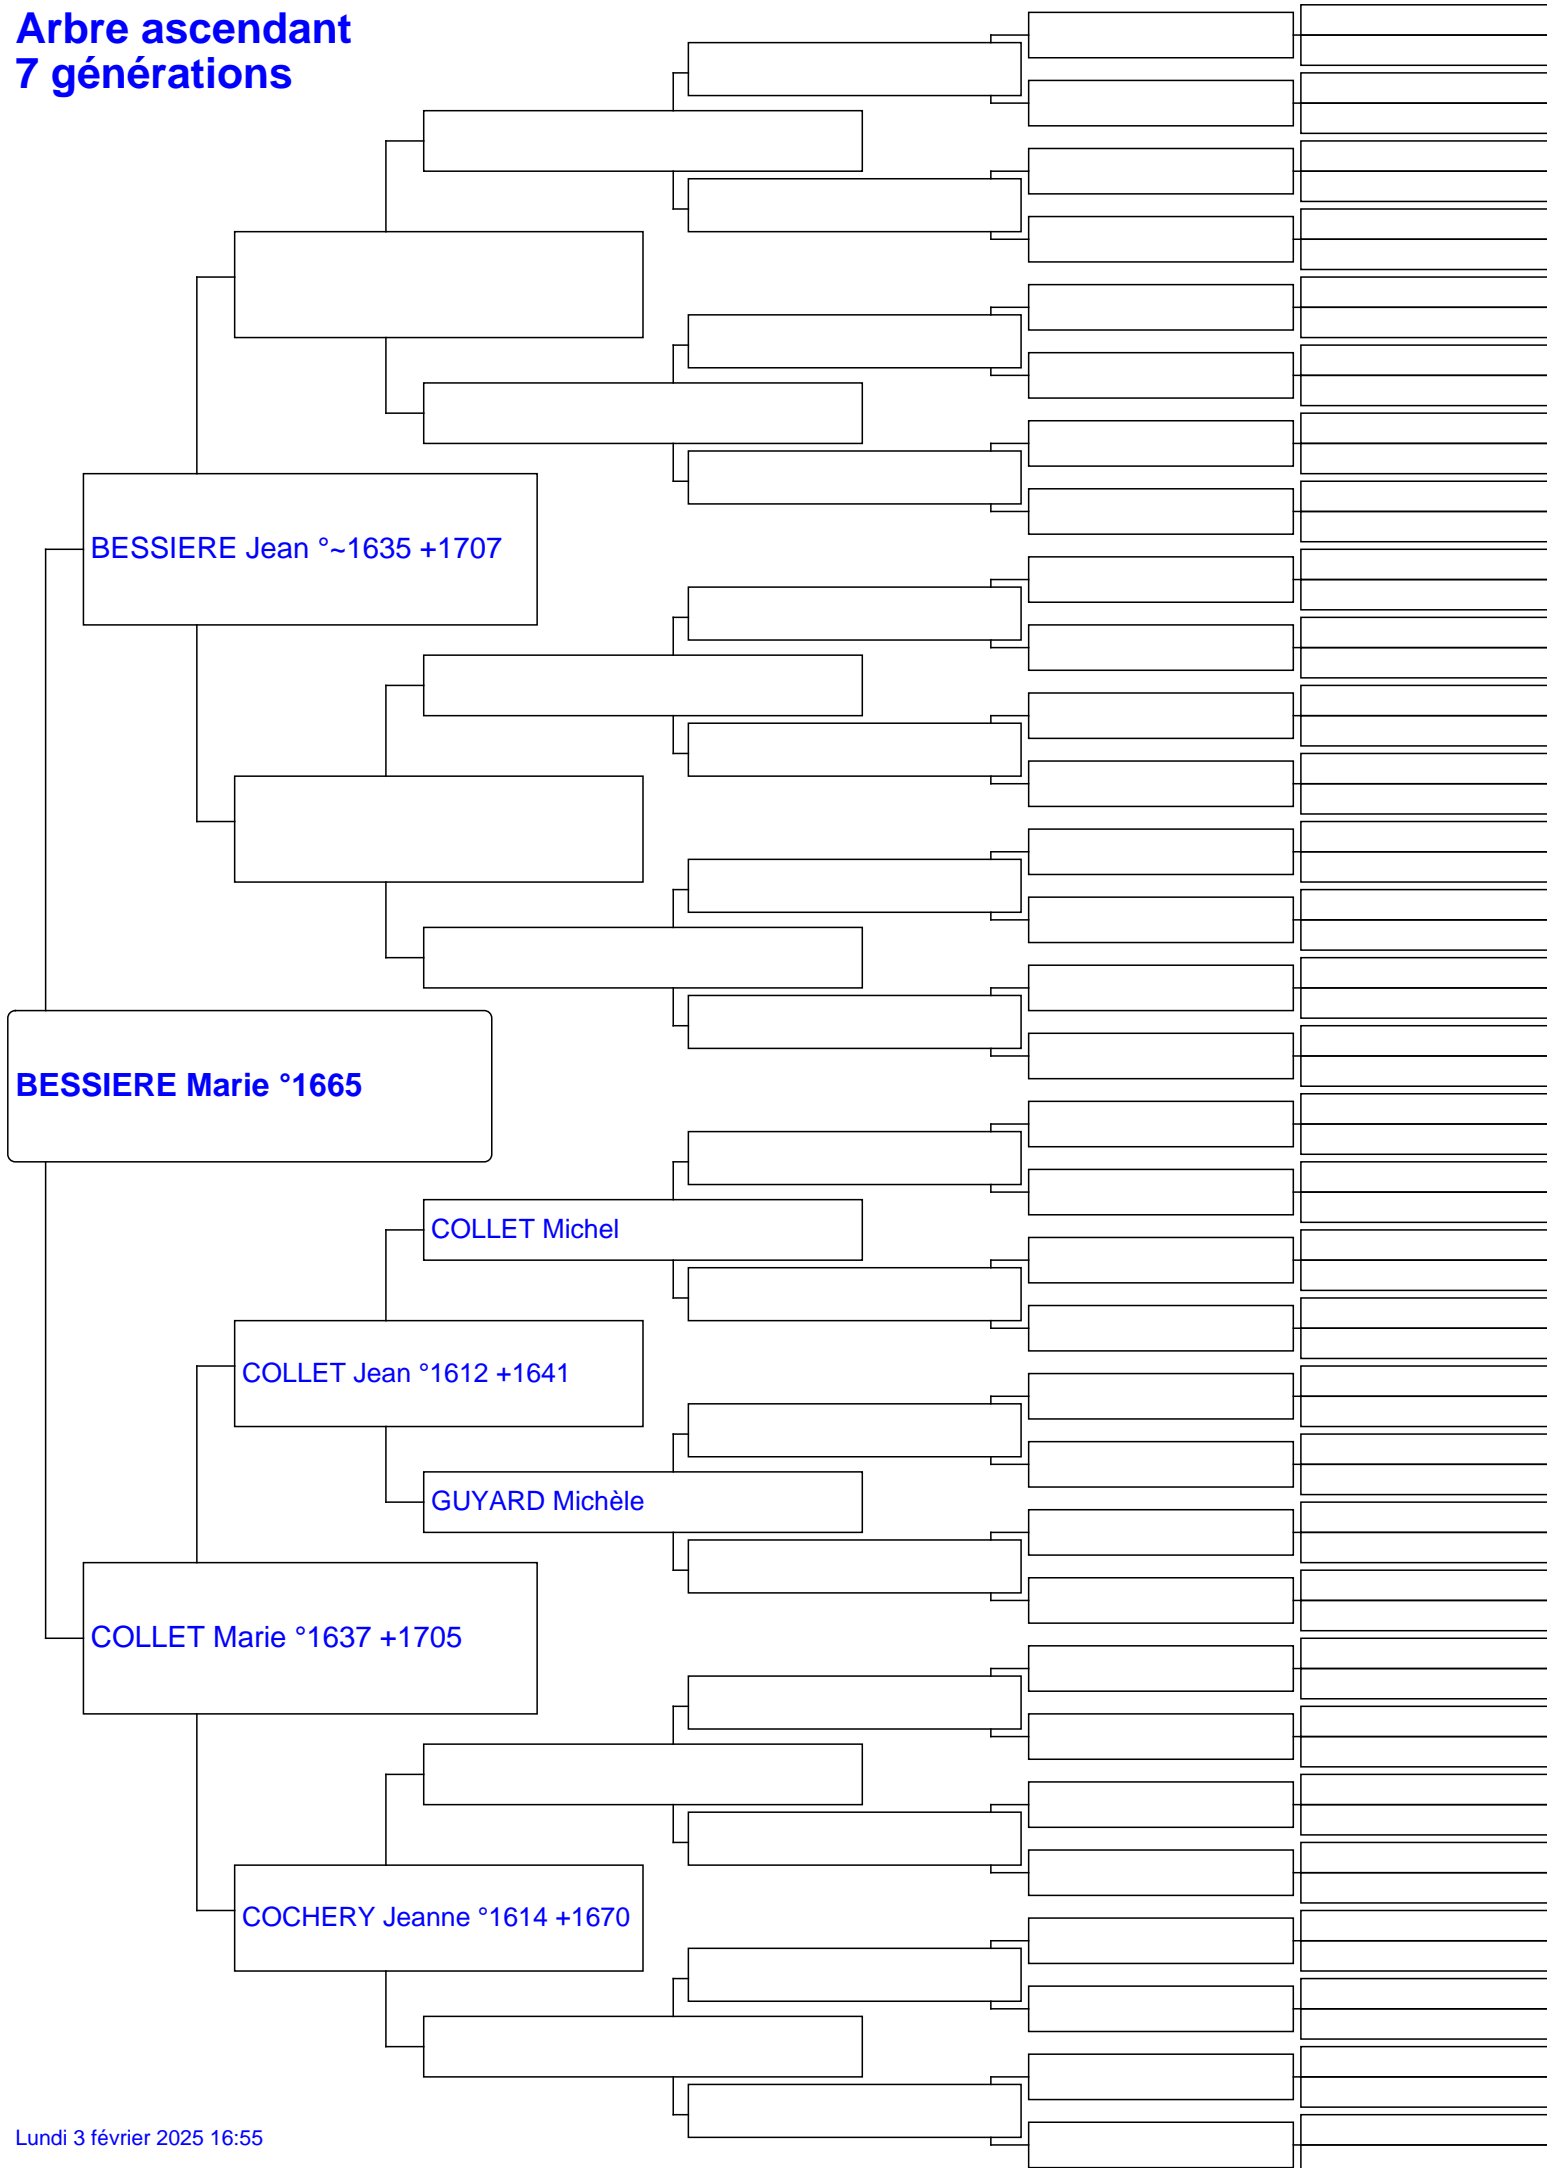 Arbre ascendant
7 générations
BESSIERE Jean °~1635 +1707
BESSIERE Marie °1665
COLLET Michel
COLLET Jean °1612 +1641
GUYARD Michèle
COLLET Marie °1637 +1705
COCHERY Jeanne °1614 +1670
Lundi 3 février 2025 16:55